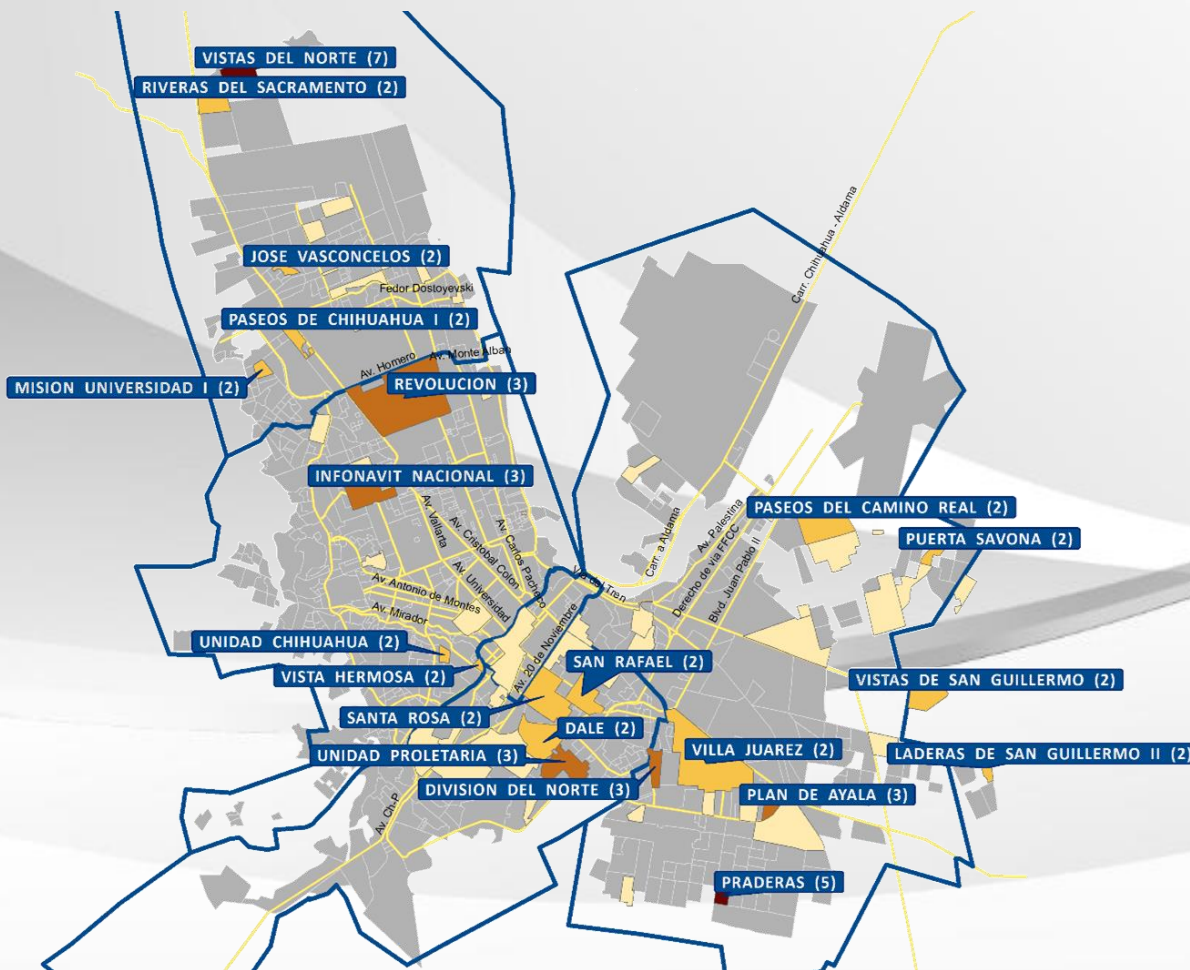 VISTAS DEL NORTE (7)
RIVERAS DEL SACRAMENTO (2)
Carr. Chihuahua - Aldama
JOSE VASCONCELOS (2)
Fedor Dostoyevski
PASEOS DE CHIHUAHUA I (2)
Av. Homero
Av. Monte Alban
MISION UNIVERSIDAD I (2)
REVOLUCION (3)
INFONAVIT NACIONAL (3)
Av. Vallarta
Av. Cristobal Colon
Av. Carlos Pacheco
Av. Universidad
Carr. a Aldama
Av. Palestina
Derecho de via FFCC
Blvd. Juan Pablo II
PASEOS DEL CAMINO REAL (2)
PUERTA SAVONA (2)
Via del Tren
Av. Antonio de Montes
Av. Mirador
Av. 20 de Noviembre
UNIDAD CHIHUAHUA (2)
VISTA HERMOSA (2)
SAN RAFAEL (2)
VISTAS DE SAN GUILLERMO (2)
SANTA ROSA (2)
DALE (2)
UNIDAD PROLETARIA (3)
VILLA JUAREZ (2)
LADERAS DE SAN GUILLERMO II (2)
DIVISION DEL NORTE (3)
PLAN DE AYALA (3)
Av. Ch-P
PRADERAS (5)